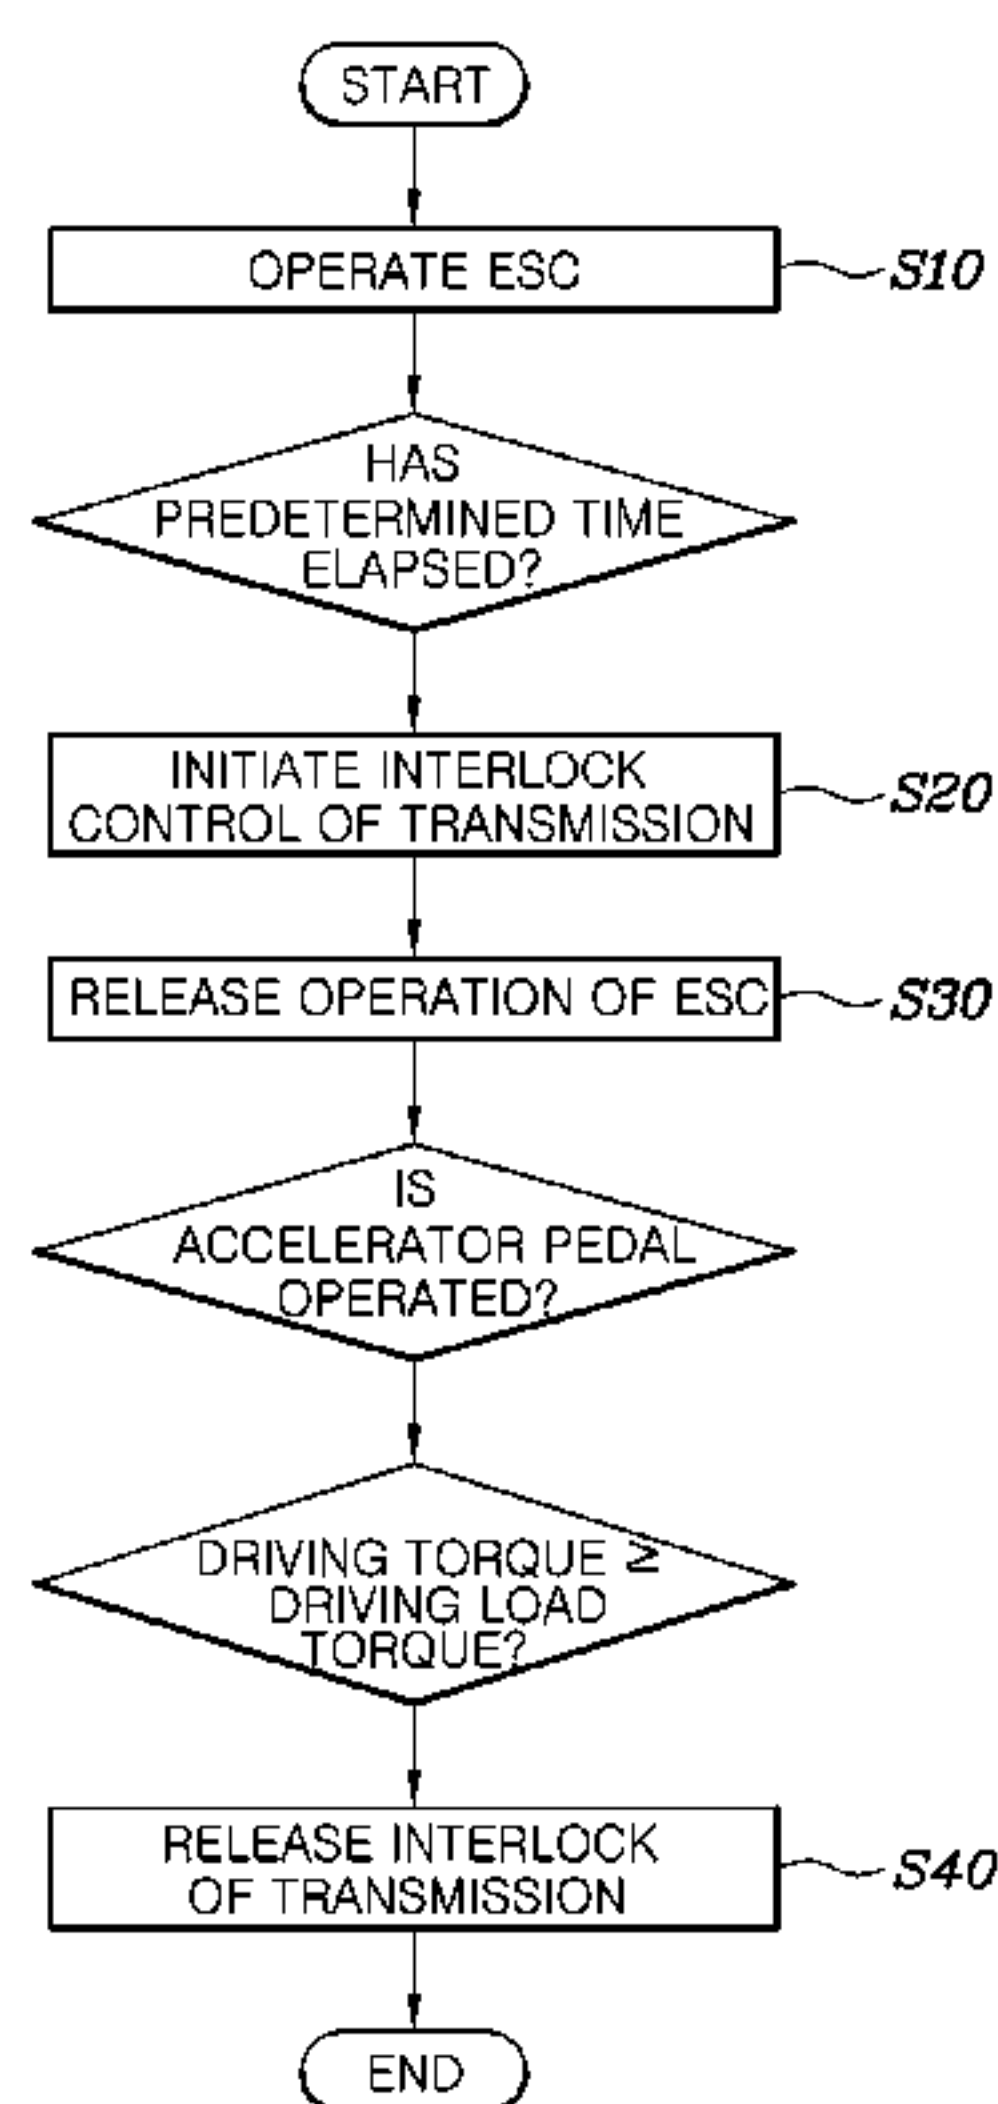 START
OPERATE ESC
S10
HAS
PREDETERMINED TIME
ELAPSED?
INITIATE INTERLOCK
CONTROL OF TRANSMISSION
S20
RELEASE OPERATION OF ESC
S30
IS
ACCELERATOR PEDAL
OPERATED?
DRIVING TORQUE ≥
DRIVING LOAD
TORQUE?
RELEASE INTERLOCK
OF TRANSMISSION
S40
END